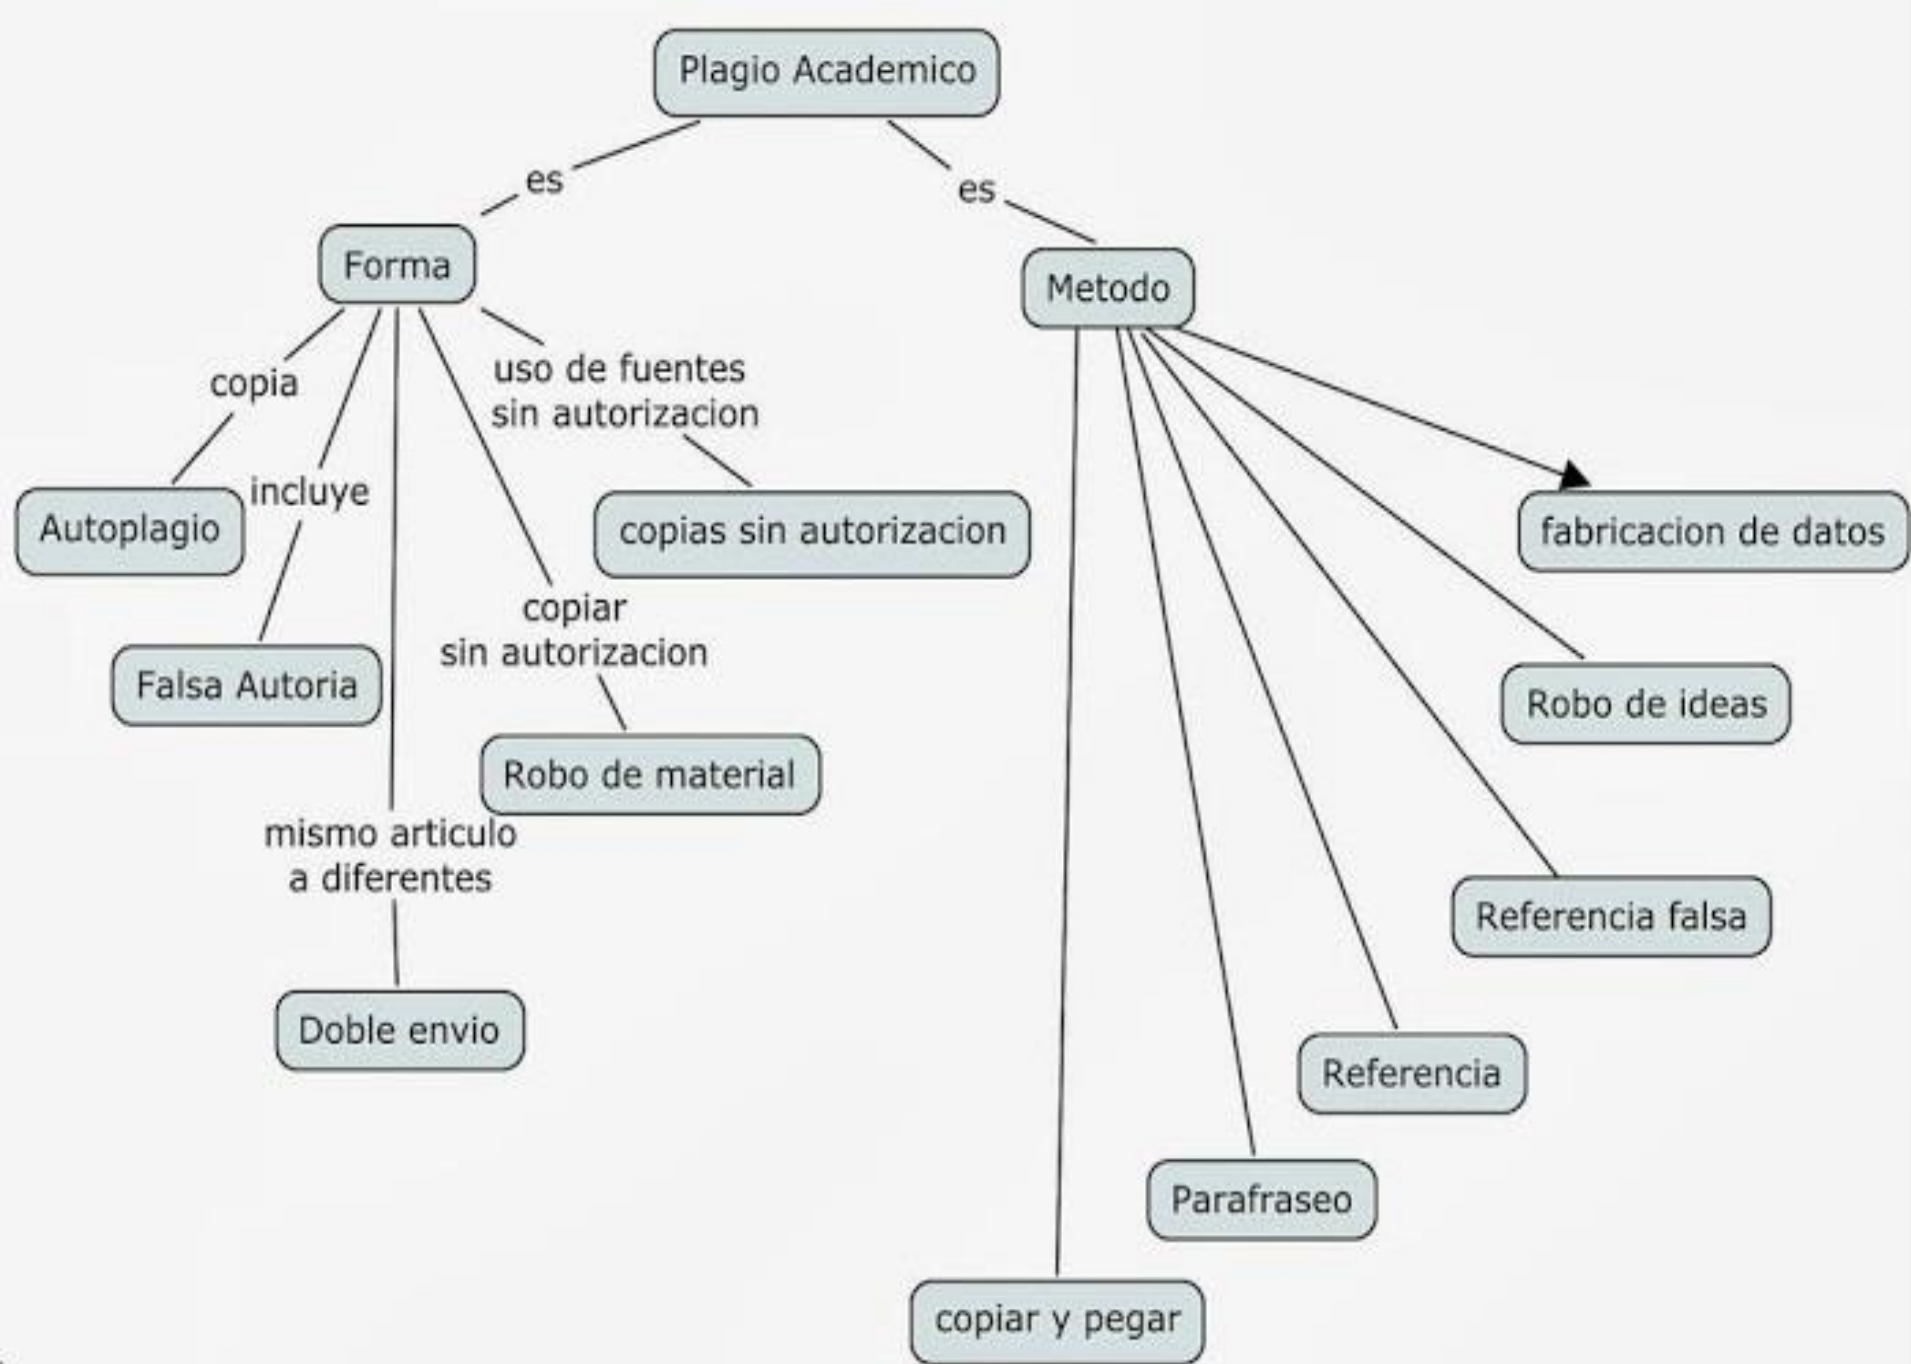 Plagio Academico
es
es
Forma
Metodo
copia
uso de fuentes
sin autorizacion
incluye
Autoplagio
copias sin autorizacion
fabricacion de datos
copiar
sin autorizacion
Falsa Autoria
Robo de ideas
Robo de material
mismo articulo
a diferentes
Referencia falsa
Doble envio
Referencia
Parafraseo
copiar y pegar